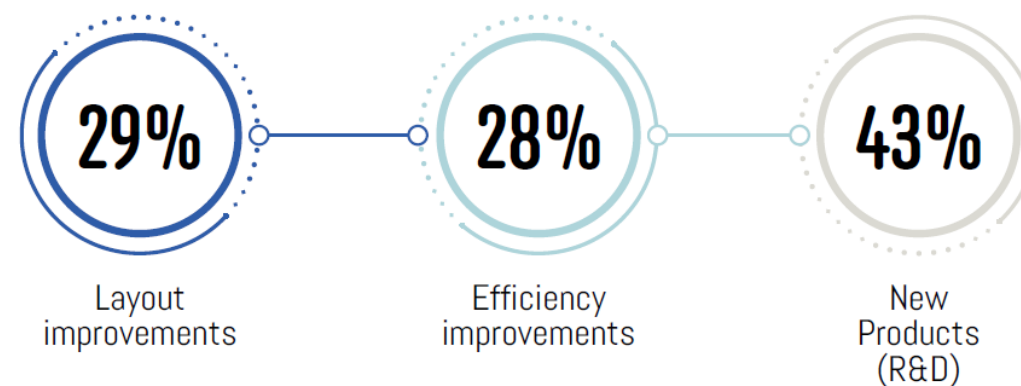 29%
28%
43%
Layout
improvements
Efficiency
improvements
New
Products
(R&D)